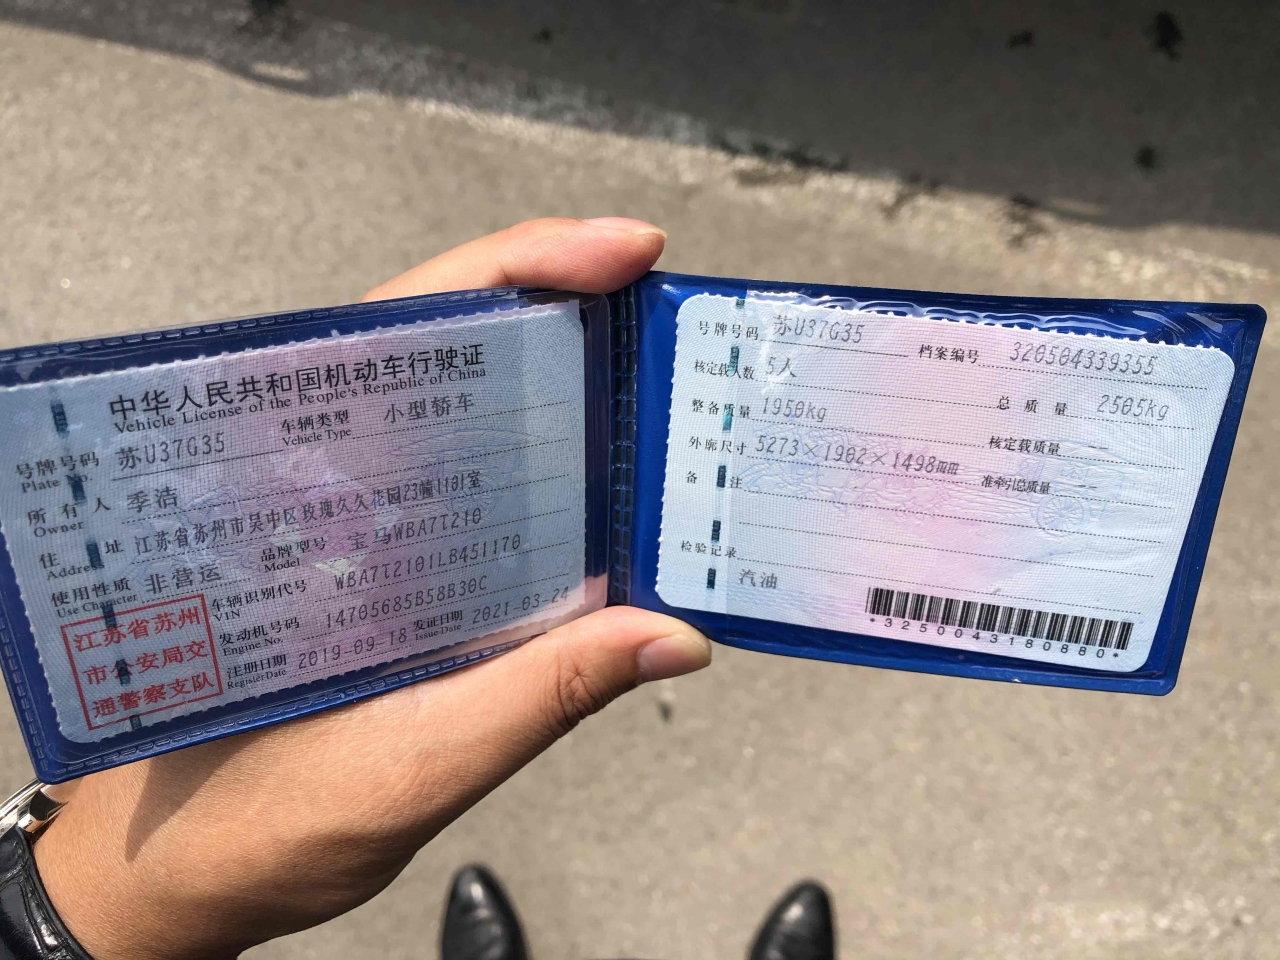 中华人民共和国机动车行驶证
Vehicle License of the People's Republic of China
号牌号码 苏U37G35 车辆类型 小型轿车
Plate No. Vehicle Type
所有人 季浩
Owner
住址 江苏省苏州市吴中区玫瑰久久花园23幢1101室
Address
使用性质 非营运 品牌型号 宝马WBA7T210
Use Character Model
江苏省苏州
市公安局交
通警察支队
车辆识别代号 WBA7T2101LB451170
VIN
发动机号码 14705685B58B30C
Engine No.
注册日期 2019-09-18 发证日期 2021-03-24
Register Date Issue Date
号牌号码 苏U37G35 档案编号 320504339355
核定载人数 5人 总质量 2505kg
整备质量 1950kg 核定载质量 --
外廓尺寸 5273×1902×1498mm 准牵引总质量 --
备注
检验记录
汽油
*3250043180880*